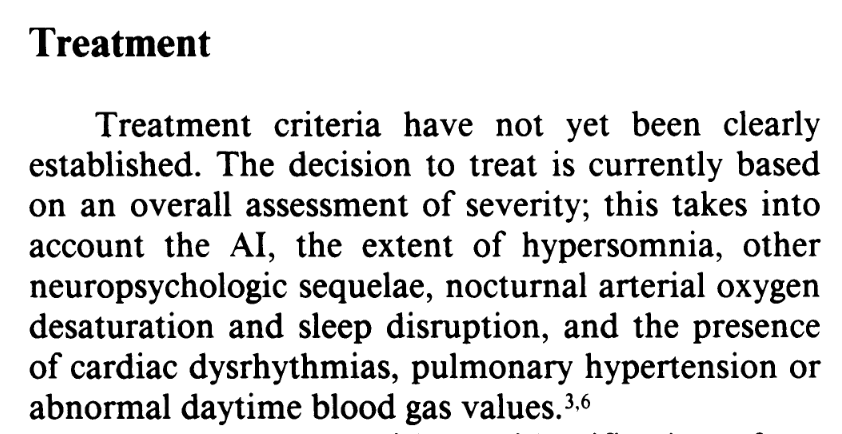 Treatment
Treatment criteria have not yet been clearly
established. The decision to treat is currently based
on an overall assessment of severity; this takes into
account the AI, the extent of hypersomnia, other
neuropsychologic sequelae, nocturnal arterial oxygen
desaturation and sleep disruption, and the presence
of cardiac dysrhythmias, pulmonary hypertension or
abnormal daytime blood gas values.3,6